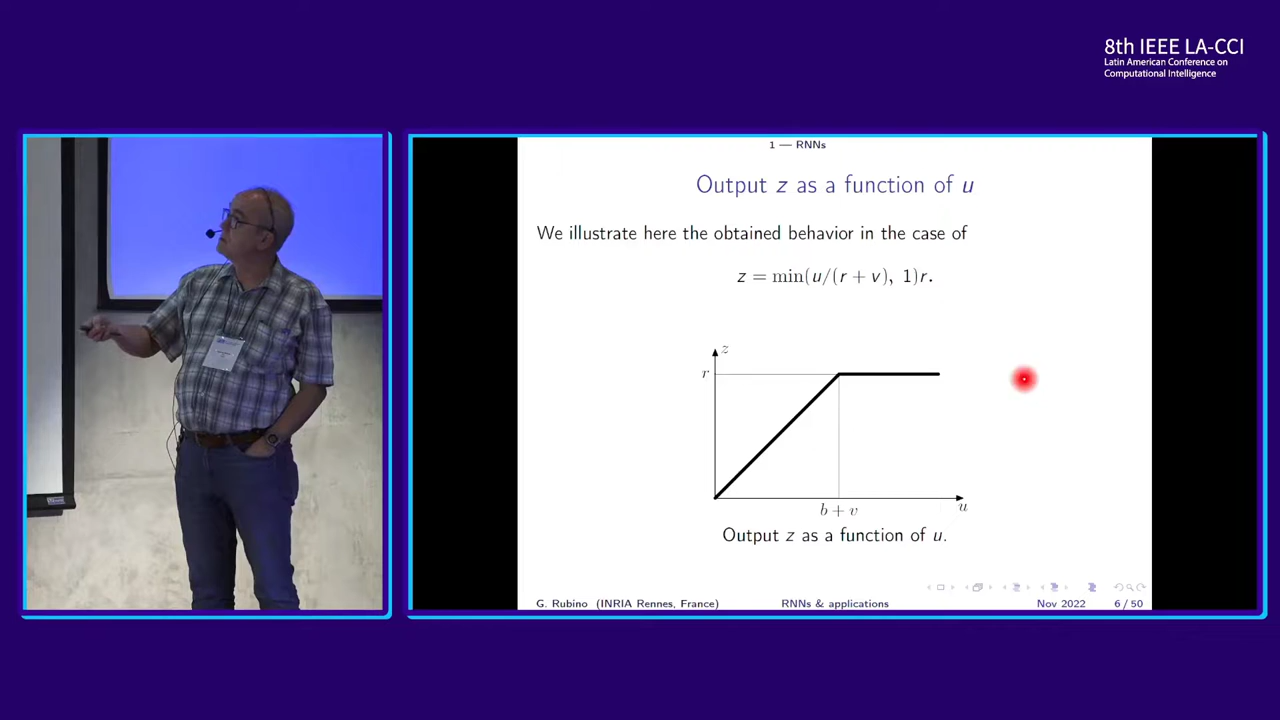 8th IEEE LA-CCI
Latin American Conference on
Computational Intelligence
1 — RNNs
Output z as a function of u
We illustrate here the obtained behavior in the case of
z = min(u/(r + v), 1)r.
z
r
b + v
u
Output z as a function of u.
G. Rubino (INRIA Rennes, France)
RNNs & applications
Nov 2022
6 / 50